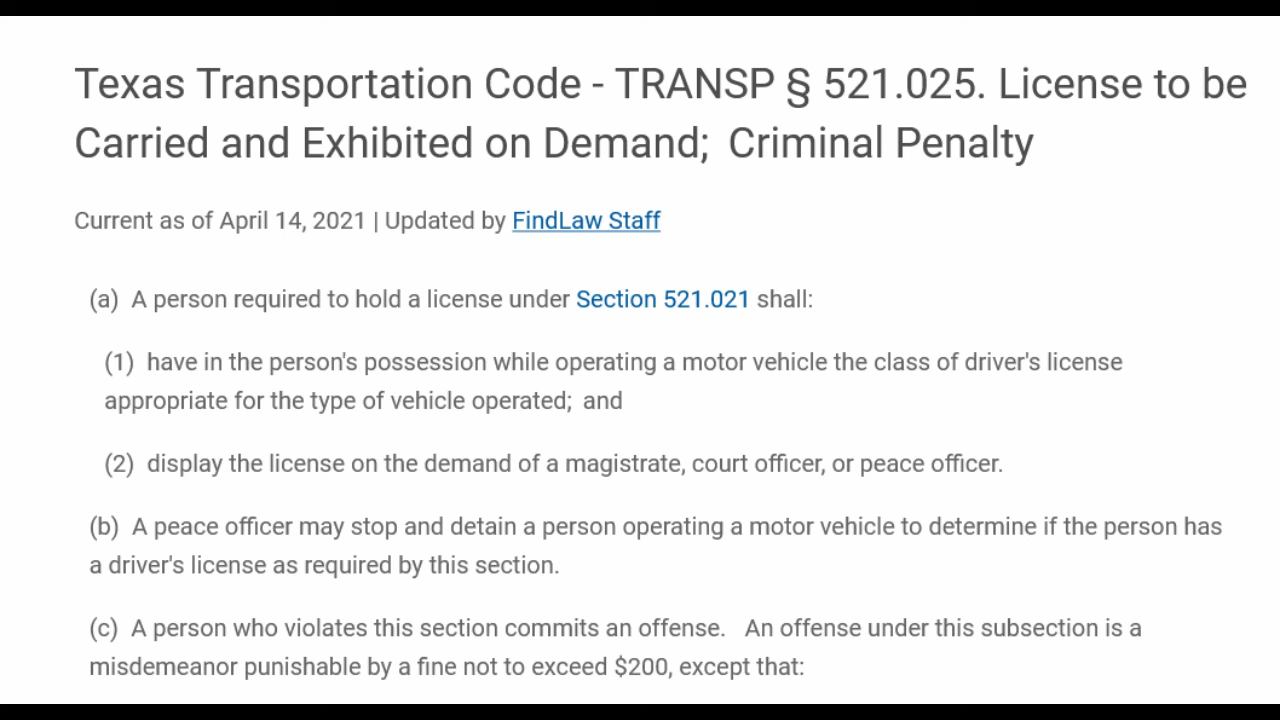 Texas Transportation Code - TRANSP § 521.025. License to be
Carried and Exhibited on Demand;  Criminal Penalty
Current as of April 14, 2021 | Updated by FindLaw Staff
(a)  A person required to hold a license under Section 521.021 shall:
(1)  have in the person's possession while operating a motor vehicle the class of driver's license
appropriate for the type of vehicle operated;  and
(2)  display the license on the demand of a magistrate, court officer, or peace officer.
(b)  A peace officer may stop and detain a person operating a motor vehicle to determine if the person has
a driver's license as required by this section.
(c)  A person who violates this section commits an offense.   An offense under this subsection is a
misdemeanor punishable by a fine not to exceed $200, except that: